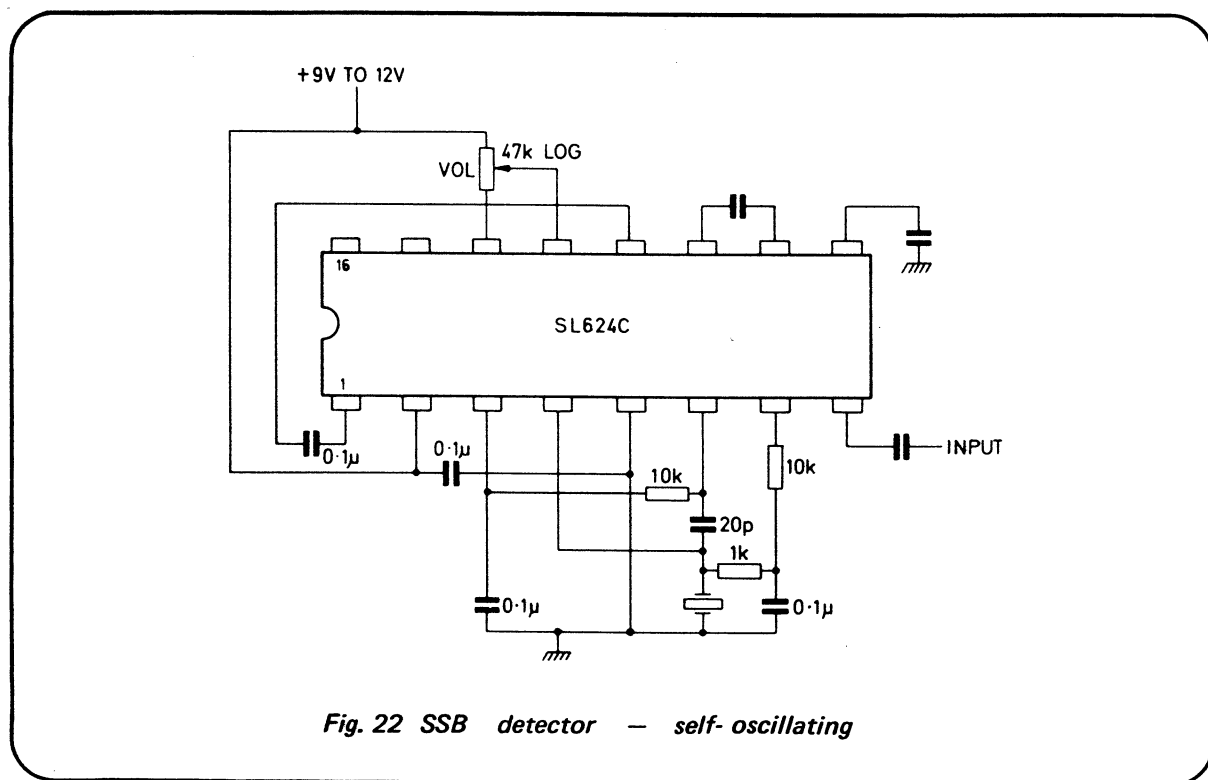 +9V TO 12V
47k LOG
VOL
16
SL624C
1
0·1µ
0·1µ
INPUT
10k
10k
20p
1k
0·1µ
0·1µ
Fig. 22 SSB detector — self-oscillating